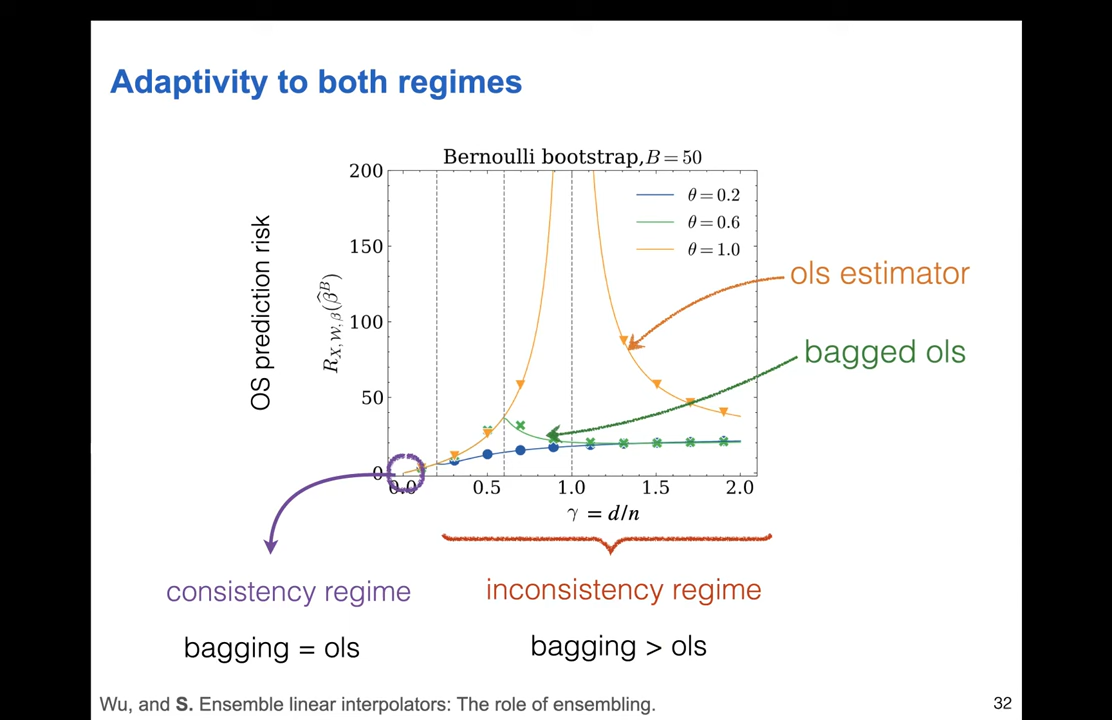 Adaptivity to both regimes
Bernoulli bootstrap,B = 50
200
150
100
50
0
0.0 0.5 1.0 1.5 2.0
γ = d/n
OS prediction risk
R_{X,W,β}(β̂^B)
θ = 0.2
θ = 0.6
θ = 1.0
ols estimator
bagged ols
consistency regime
inconsistency regime
bagging = ols
bagging > ols
Wu, and S. Ensemble linear interpolators: The role of ensembling.
32